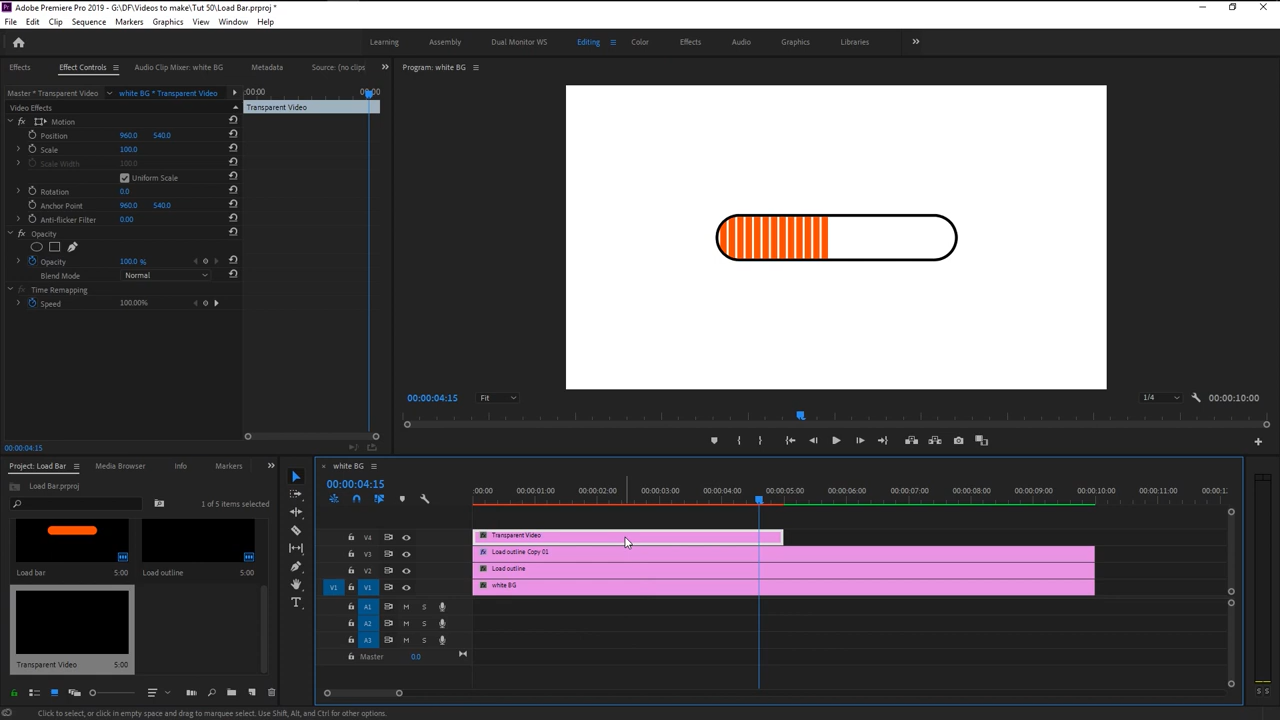 Adobe Premiere Pro 2019 - G:\DF\Videos to make\Tut 50\Load Bar.prproj *
File Edit Clip Sequence Markers Graphics View Window Help
Learning Assembly Dual Monitor WS Editing Color Effects Audio Graphics Libraries
Effects Effect Controls Audio Clip Mixer: white BG Metadata Source: (no clips
Program: white BG
Master * Transparent Video white BG * Transparent Video :00:00 00:00
Video Effects Transparent Video
fx Motion
Position 960.0 540.0
Scale 100.0
Scale Width 100.0
Uniform Scale
Rotation 0.0
Anchor Point 960.0 540.0
Anti-flicker Filter 0.00
fx Opacity
Opacity 100.0 %
Blend Mode Normal
Time Remapping
Speed 100.00%
00:00:04:15
00:00:04:15 Fit 1/4 00:00:10:00
Project: Load Bar Media Browser Info Markers
Load Bar.prproj
1 of 5 items selected
Load bar 5:00 Load outline 5:00
Transparent Video 5:00
white BG
00:00:04:15
:00:00 00:00:01:00 00:00:02:00 00:00:03:00 00:00:04:00 00:00:05:00 00:00:06:00 00:00:07:00 00:00:08:00 00:00:09:00 00:00:10:00 00:00:11:00
V4 Transparent Video
V3 Load outline Copy 01
V2 Load outline
V1 V1 white BG
A1 M S
A2 M S
A3 M S
Master 0.0
S S
Click to select, or click in empty space and drag to marquee select. Use Shift, Alt, and Ctrl for other options.